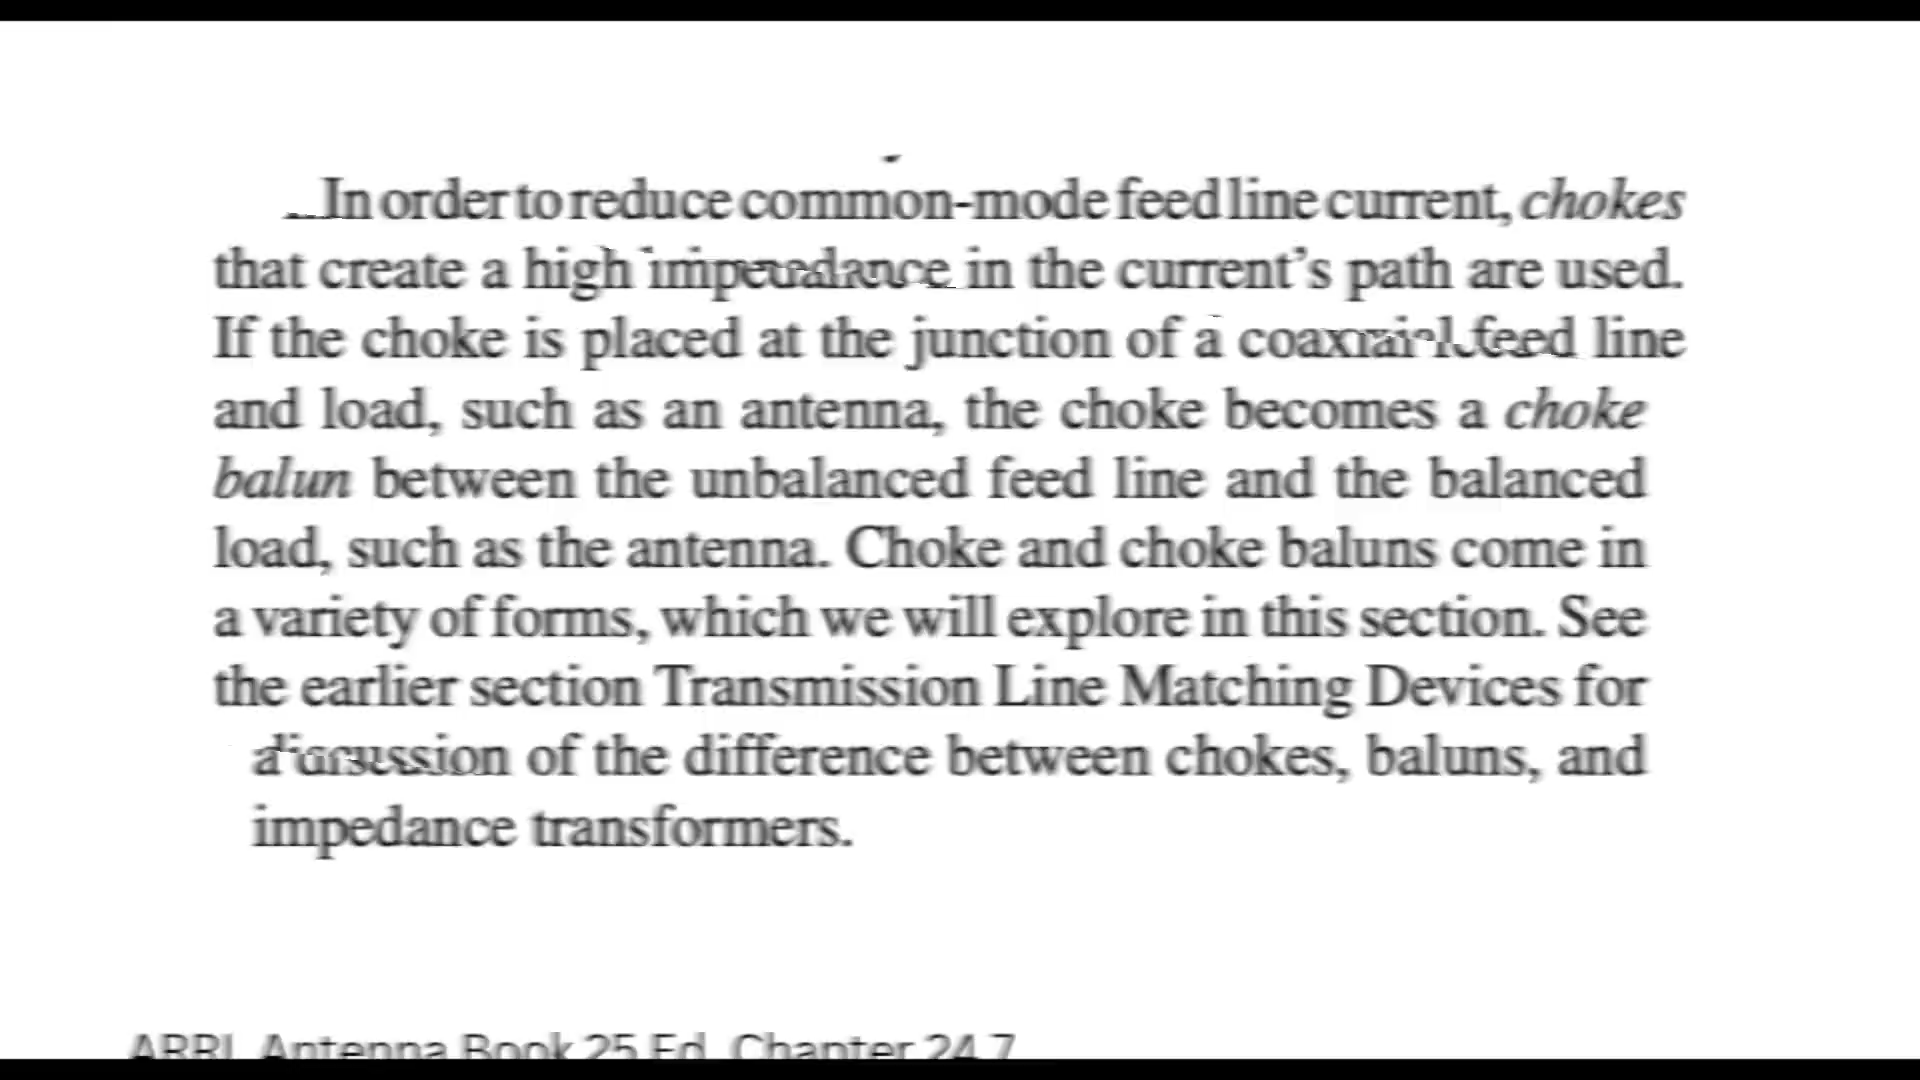 In order to reduce common-mode feed line current, chokes
that create a high impedance in the current's path are used.
If the choke is placed at the junction of a coaxial feed line
and load, such as an antenna, the choke becomes a choke
balun between the unbalanced feed line and the balanced
load, such as the antenna. Choke and choke baluns come in
a variety of forms, which we will explore in this section. See
the earlier section Transmission Line Matching Devices for
a discussion of the difference between chokes, baluns, and
impedance transformers.
ARRL Antenna Book 25 Ed. Chapter 24.7